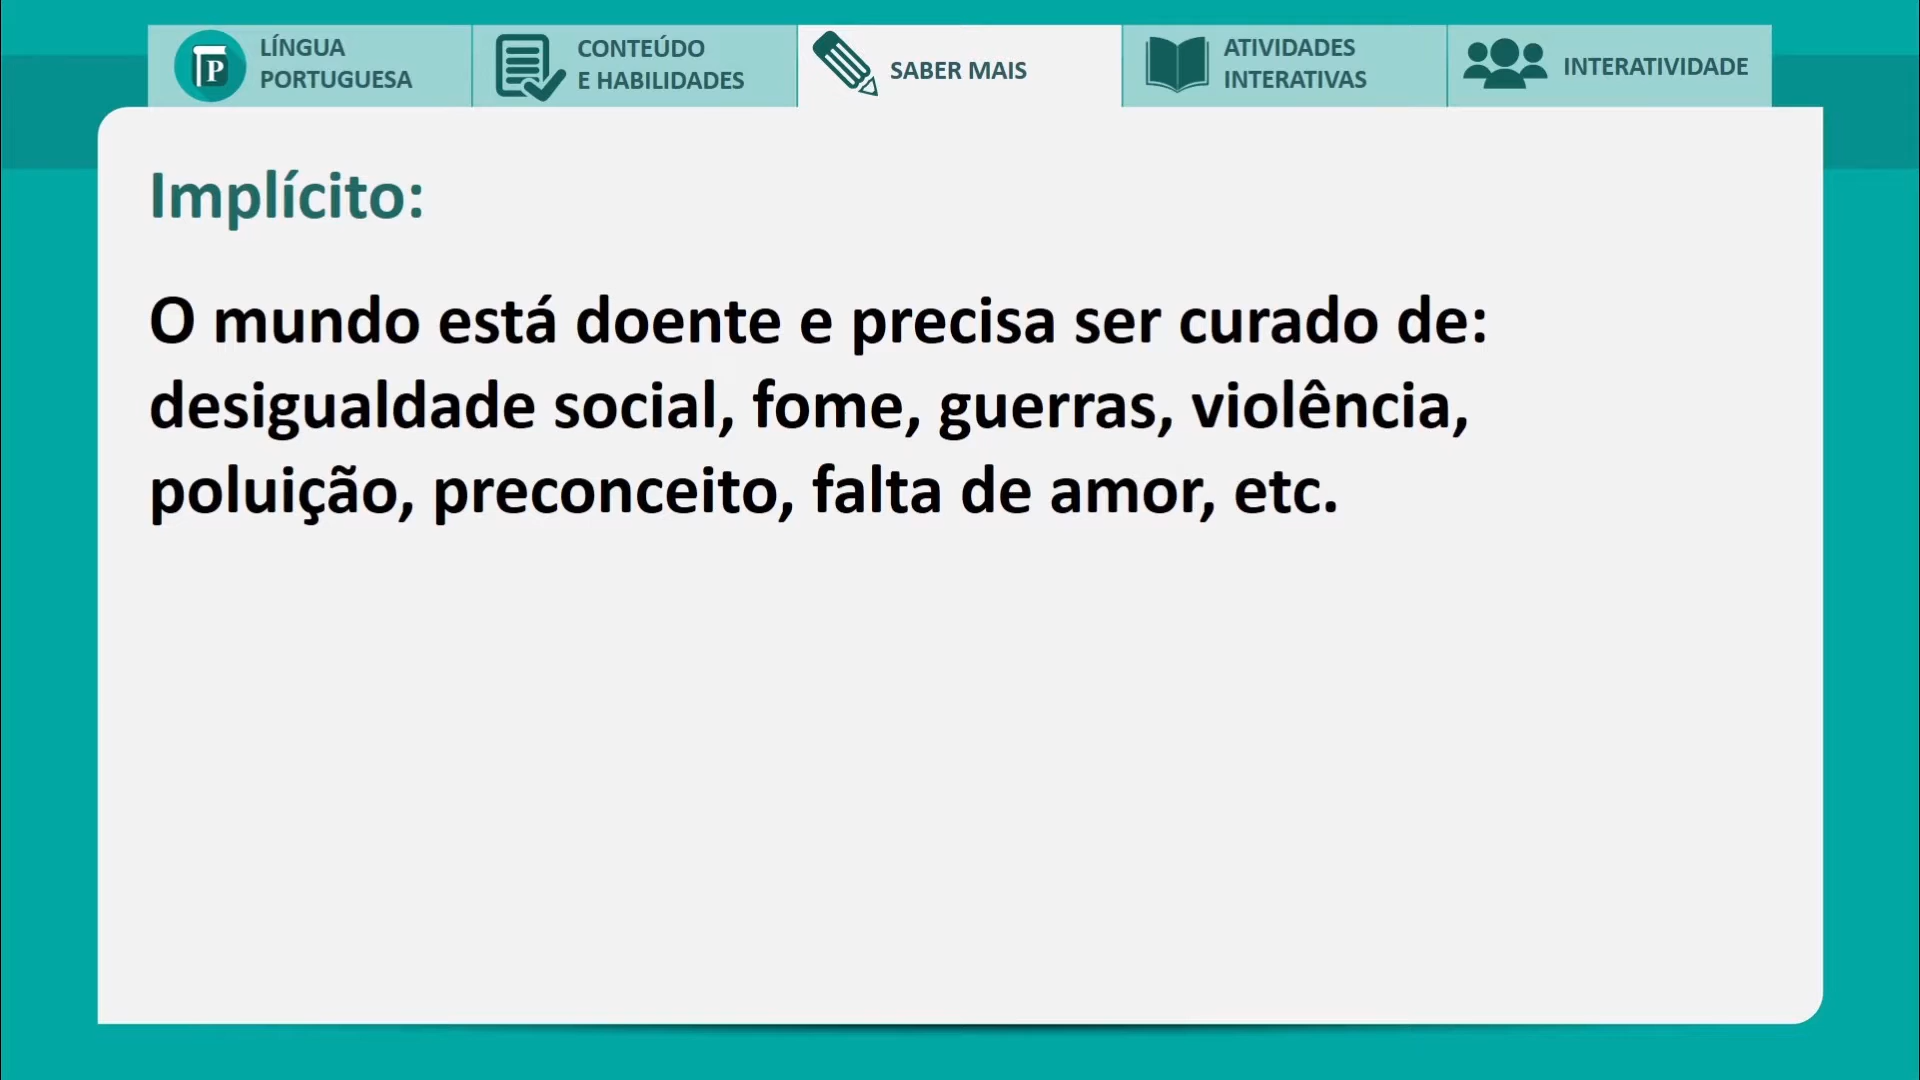 LÍNGUA
PORTUGUESA
CONTEÚDO
E HABILIDADES
SABER MAIS
ATIVIDADES
INTERATIVAS
INTERATIVIDADE
P
Implícito:
O mundo está doente e precisa ser curado de:
desigualdade social, fome, guerras, violência,
poluição, preconceito, falta de amor, etc.